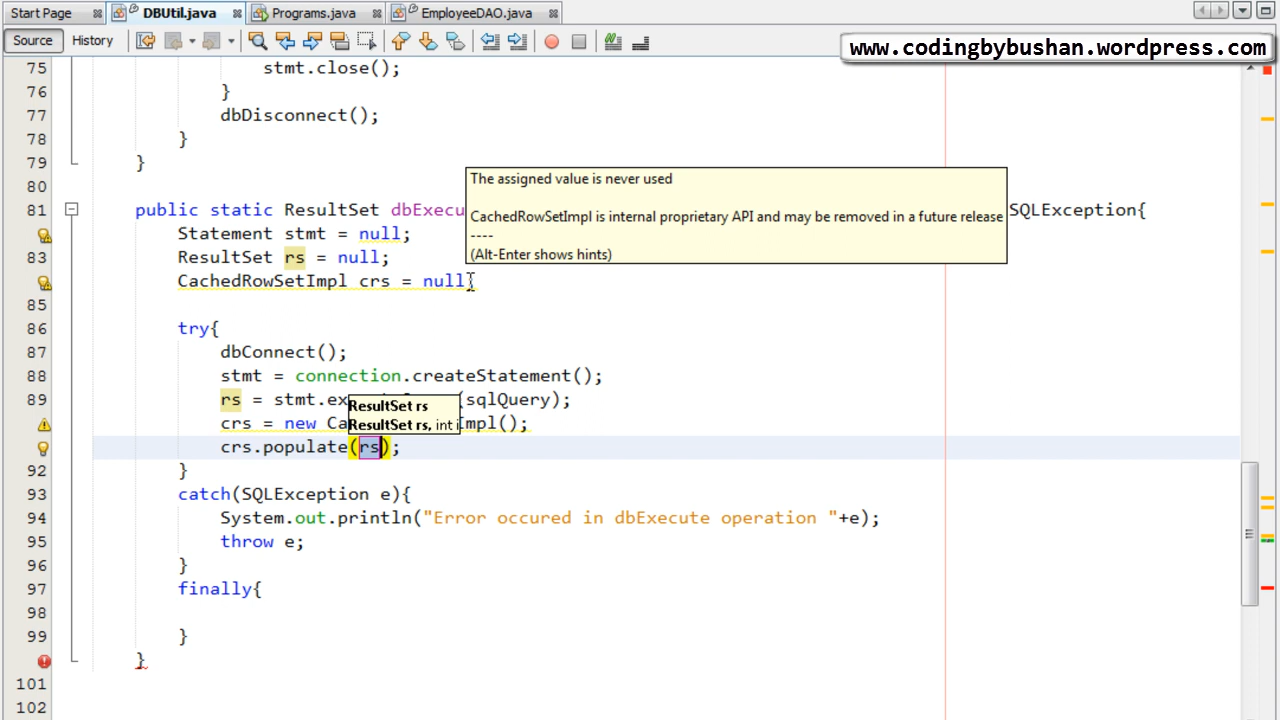 Start Page DBUtil.java Programs.java EmployeeDAO.java
Source History
www.codingbybushan.wordpress.com
75 stmt.close();
76 }
77 dbDisconnect();
78 }
79 }
80
The assigned value is never used
81 public static ResultSet dbExecu SQLException{
CachedRowSetImpl is internal proprietary API and may be removed in a future release
Statement stmt = null;
----
(Alt-Enter shows hints)
83 ResultSet rs = null;
CachedRowSetImpl crs = null
85
86 try{
87 dbConnect();
88 stmt = connection.createStatement();
89 rs = stmt.ex (sqlQuery);
ResultSet rs
crs = new Ca Impl();
ResultSet rs, int i
crs.populate(rs);
92 }
93 catch(SQLException e){
94 System.out.println("Error occured in dbExecute operation "+e);
95 throw e;
96 }
97 finally{
98
99 }
}
101
102